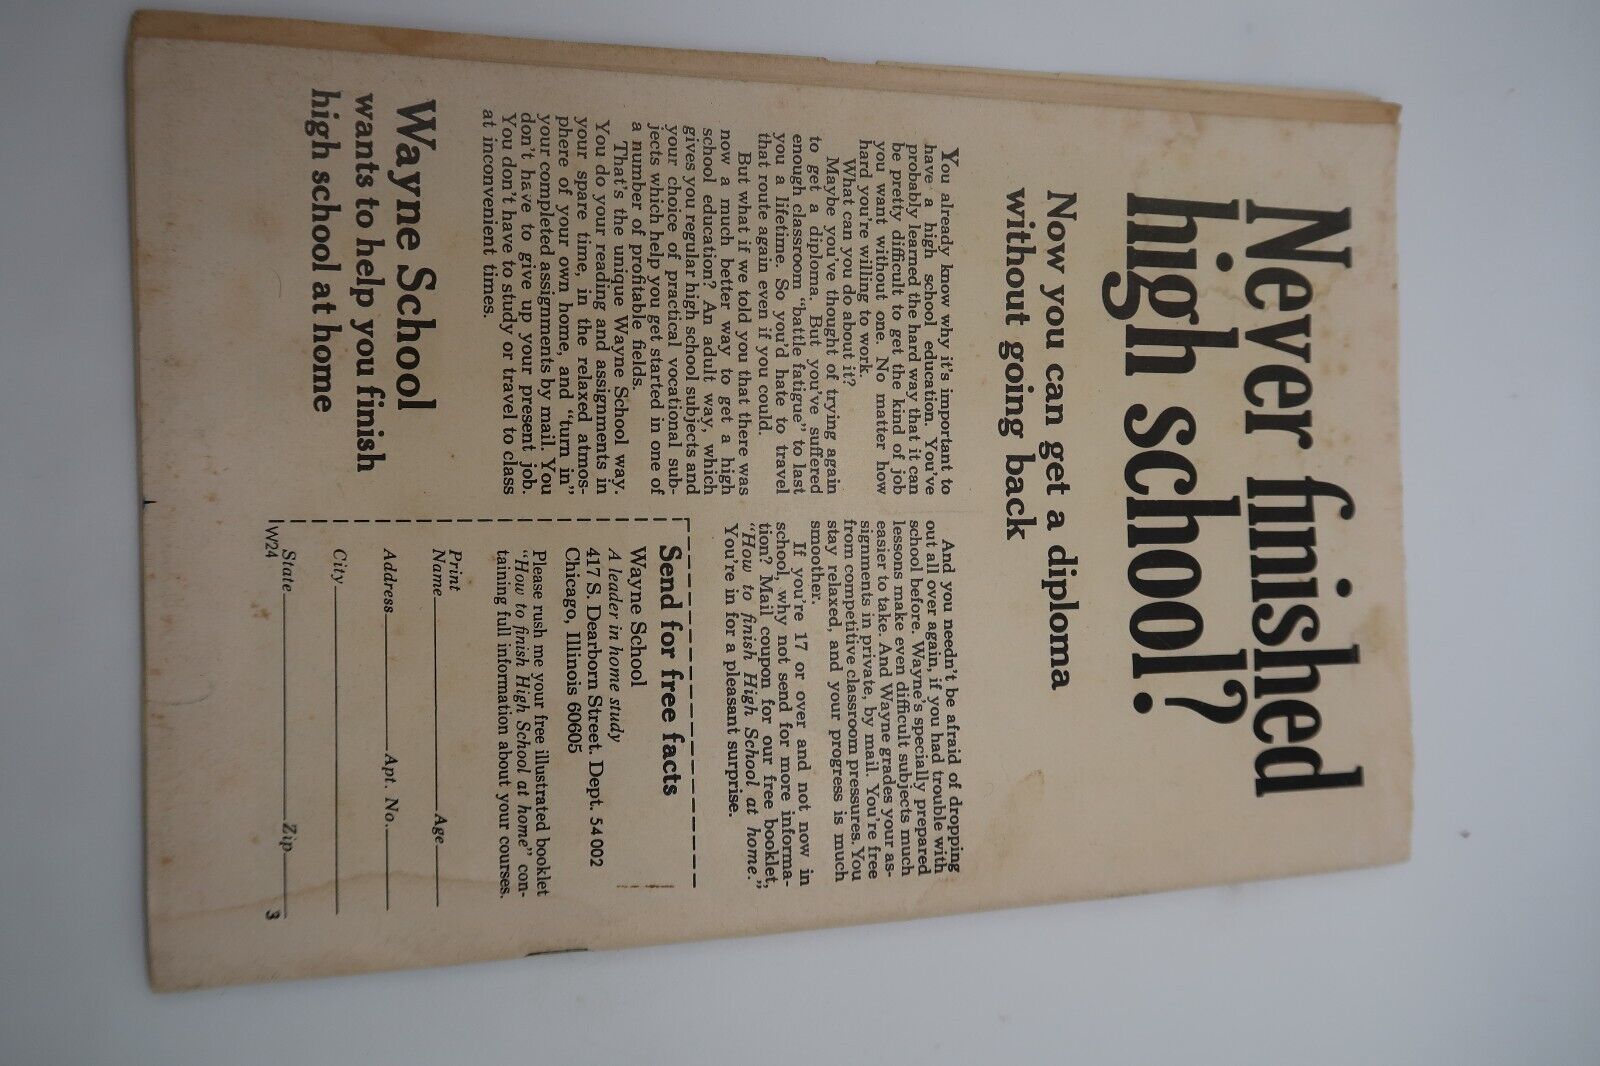 Never finished
high school?
Now you can get a diploma
without going back
You already know why it's important to
have a high school education. You've
probably learned the hard way that it can
be pretty difficult to get the kind of job
you want without one. No matter how
hard you're willing to work.
What can you do about it?
Maybe you've thought of trying again
to get a diploma. But you've suffered
enough classroom "battle fatigue" to last
you a lifetime. So you'd hate to travel
that route again even if you could.
But what if we told you that there was
now a much better way to get a high
school education? An adult way, which
gives you regular high school subjects and
your choice of practical vocational sub-
jects which help you get started in one of
a number of profitable fields.
That's the unique Wayne School way.
You do your reading and assignments in
your spare time, in the relaxed atmos-
phere of your own home, and "turn in"
your completed assignments by mail. You
don't have to give up your present job.
You don't have to study or travel to class
at inconvenient times.
Wayne School
wants to help you finish
high school at home
And you needn't be afraid of dropping
out all over again, if you had trouble with
school before. Wayne's specially prepared
lessons make even difficult subjects much
easier to take. And Wayne grades your as-
signments in private, by mail. You're free
from competitive classroom pressures. You
stay relaxed, and your progress is much
smoother.
If you're 17 or over and not now in
school, why not send for more informa-
tion? Mail coupon for our free booklet,
"How to finish High School at home."
You're in for a pleasant surprise.
Send for free facts
Wayne School
A leader in home study
417 S. Dearborn Street. Dept. 54 002
Chicago, Illinois 60605
Please rush me your free illustrated booklet
"How to finish High School at home" con-
taining full information about your courses.
Print
Name Age
Address Apt. No.
City
State Zip
W24 3